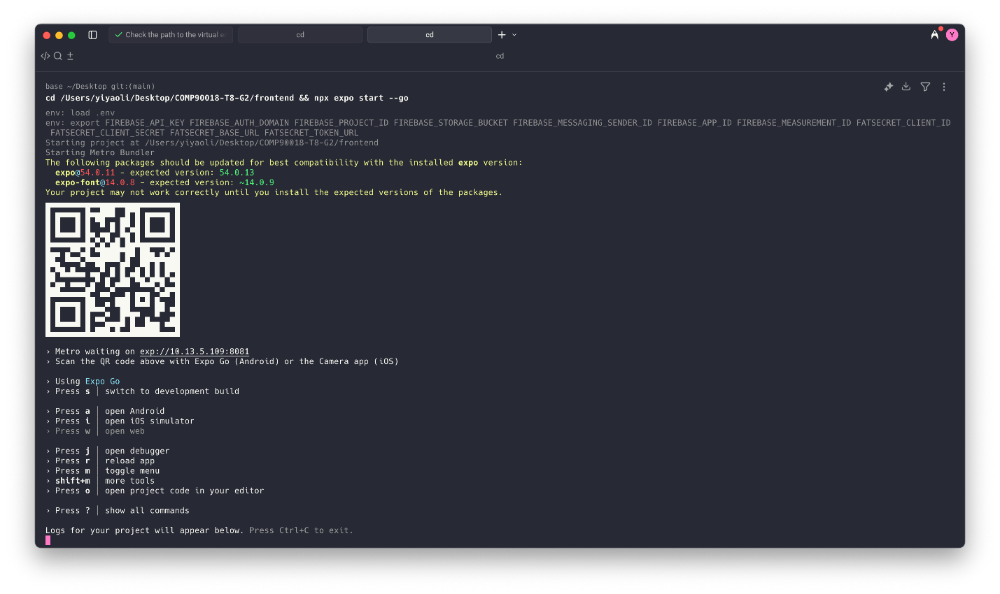 Check the path to the virtual e
cd
cd
Y
cd
base ~/Desktop git:(main)
cd /Users/yiyaoli/Desktop/COMP90018-T8-G2/frontend && npx expo start --go
env: load .env
env: export FIREBASE_API_KEY FIREBASE_AUTH_DOMAIN FIREBASE_PROJECT_ID FIREBASE_STORAGE_BUCKET FIREBASE_MESSAGING_SENDER_ID FIREBASE_APP_ID FIREBASE_MEASUREMENT_ID FATSECRET_CLIENT_ID
FATSECRET_CLIENT_SECRET FATSECRET_BASE_URL FATSECRET_TOKEN_URL
Starting project at /Users/yiyaoli/Desktop/COMP90018-T8-G2/frontend
Starting Metro Bundler
The following packages should be updated for best compatibility with the installed expo version:
expo@54.0.11 - expected version: 54.0.13
expo-font@14.0.8 - expected version: ~14.0.9
Your project may not work correctly until you install the expected versions of the packages.
› Metro waiting on exp://10.13.5.109:8081
› Scan the QR code above with Expo Go (Android) or the Camera app (iOS)
› Using Expo Go
› Press s │ switch to development build
› Press a │ open Android
› Press i │ open iOS simulator
› Press w │ open web
› Press j │ open debugger
› Press r │ reload app
› Press m │ toggle menu
› shift+m │ more tools
› Press o │ open project code in your editor
› Press ? │ show all commands
Logs for your project will appear below. Press Ctrl+C to exit.